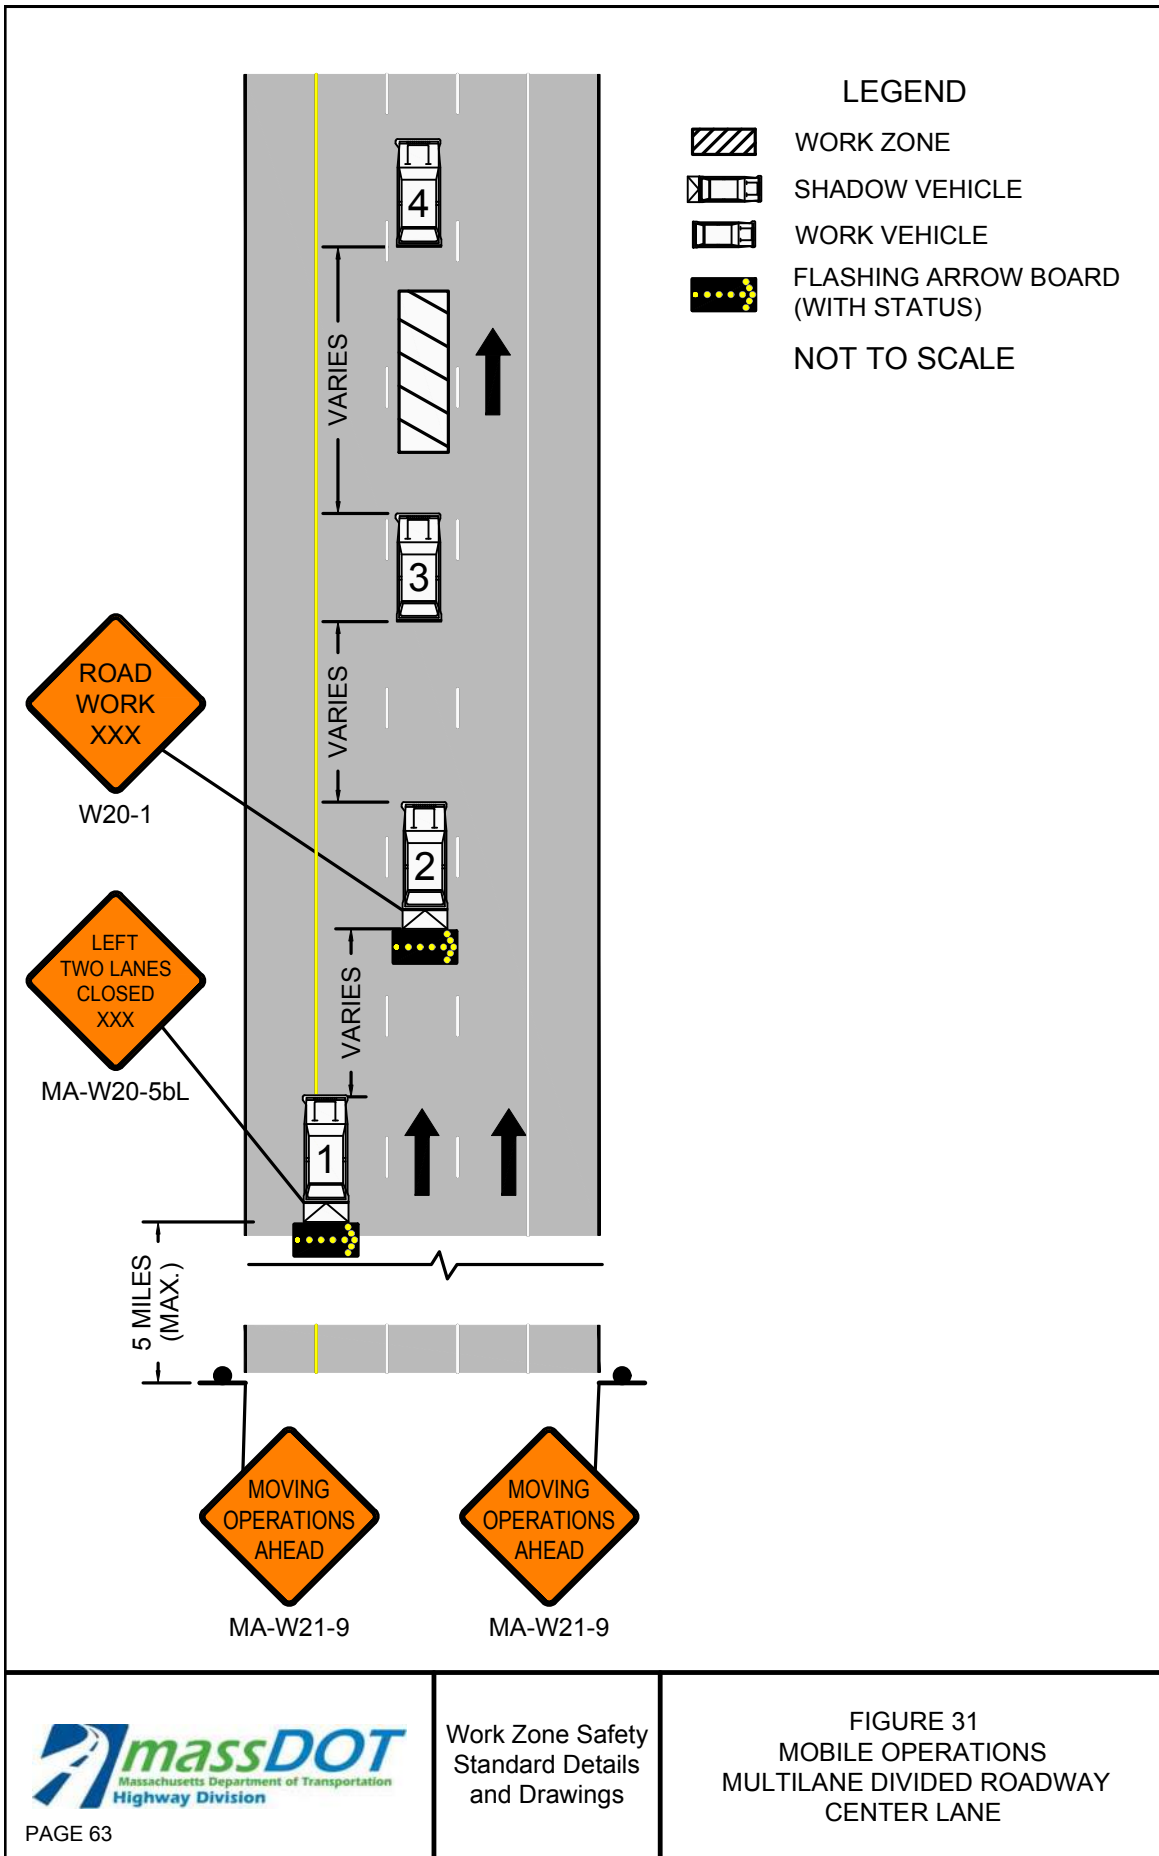 LEGEND
WORK ZONE
SHADOW VEHICLE
WORK VEHICLE
FLASHING ARROW BOARD
(WITH STATUS)
NOT TO SCALE
4
VARIES
3
VARIES
ROAD
WORK
XXX
W20-1
2
VARIES
LEFT
TWO LANES
CLOSED
XXX
MA-W20-5bL
1
5 MILES
(MAX.)
MOVING
OPERATIONS
AHEAD
MA-W21-9
MOVING
OPERATIONS
AHEAD
MA-W21-9
massDOT
Massachusetts Department of Transportation
Highway Division
PAGE 63
Work Zone Safety
Standard Details
and Drawings
FIGURE 31
MOBILE OPERATIONS
MULTILANE DIVIDED ROADWAY
CENTER LANE